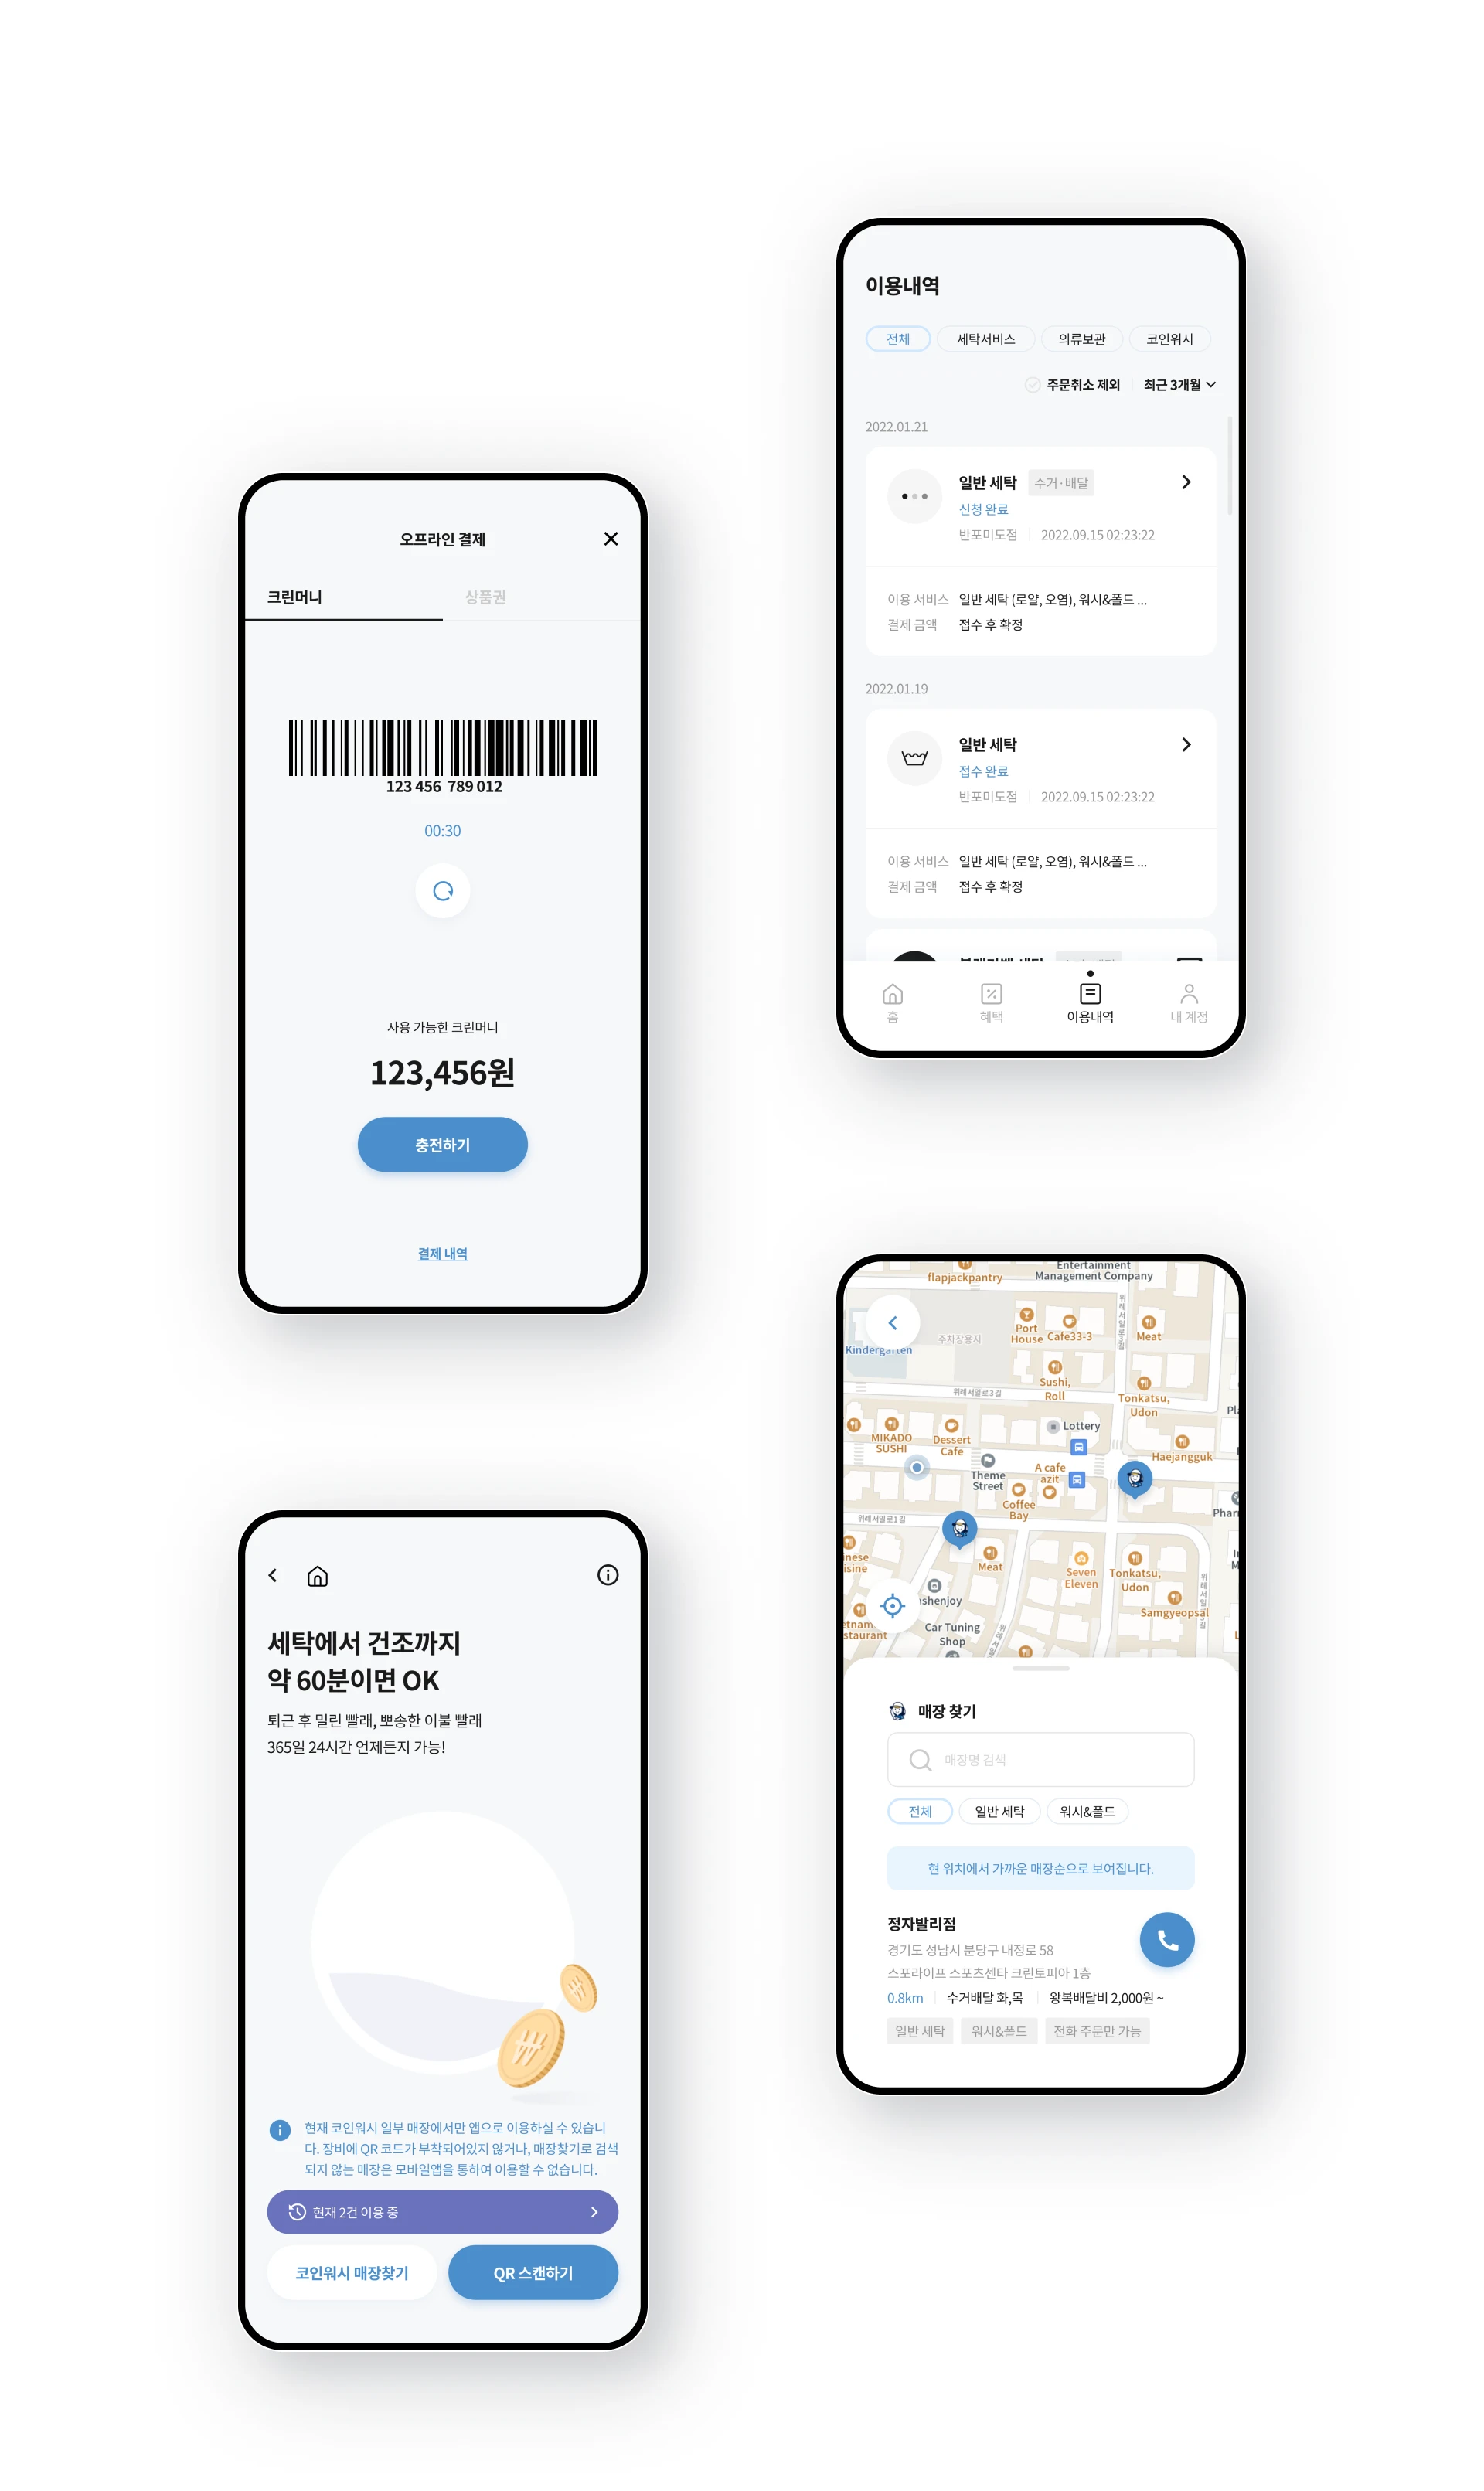 이용내역
전체 세탁서비스 의류보관 코인워시
주문취소 제외 최근 3개월
2022.01.21
일반 세탁 수거·배달
신청 완료
반포미도점 2022.09.15 02:23:22
이용 서비스 일반 세탁 (로얄, 오염), 워시&폴드 ...
결제 금액 접수 후 확정
2022.01.19
일반 세탁
접수 완료
반포미도점 2022.09.15 02:23:22
이용 서비스 일반 세탁 (로얄, 오염), 워시&폴드 ...
결제 금액 접수 후 확정
홈 혜택 이용내역 내 계정
오프라인 결제
크린머니 상품권
123 456 789 012
00:30
사용 가능한 크린머니
123,456원
충전하기
결제 내역
Entertainment
Management Company
flapjackpantry
Kindergarten
주차장용지
Port
House
Cafe33-3
Meat
위례서일로3길
Sushi,
Roll
위례서일로3길
Tonkatsu,
Udon
MIKADO
SUSHI
Dessert
Cafe
Lottery
Haejangguk
Theme
Street
A cafe
azit
Coffee
Bay
위례서일로1길
Meat
Seven
Eleven
Tonkatsu,
Udon
Samgyeopsal
Car Tuning
Shop
매장 찾기
매장명 검색
전체 일반 세탁 워시&폴드
현 위치에서 가까운 매장순으로 보여집니다.
정자발리점
경기도 성남시 분당구 내정로 58
스포라이프 스포츠센타 크린토피아 1층
0.8km 수거배달 화,목 왕복배달비 2,000원 ~
일반 세탁 워시&폴드 전화 주문만 가능
세탁에서 건조까지
약 60분이면 OK
퇴근 후 밀린 빨래, 뽀송한 이불 빨래
365일 24시간 언제든지 가능!
현재 코인워시 일부 매장에서만 앱으로 이용하실 수 있습니
다. 장비에 QR 코드가 부착되어있지 않거나, 매장찾기로 검색
되지 않는 매장은 모바일앱을 통하여 이용할 수 없습니다.
현재 2건 이용 중
코인워시 매장찾기 QR 스캔하기